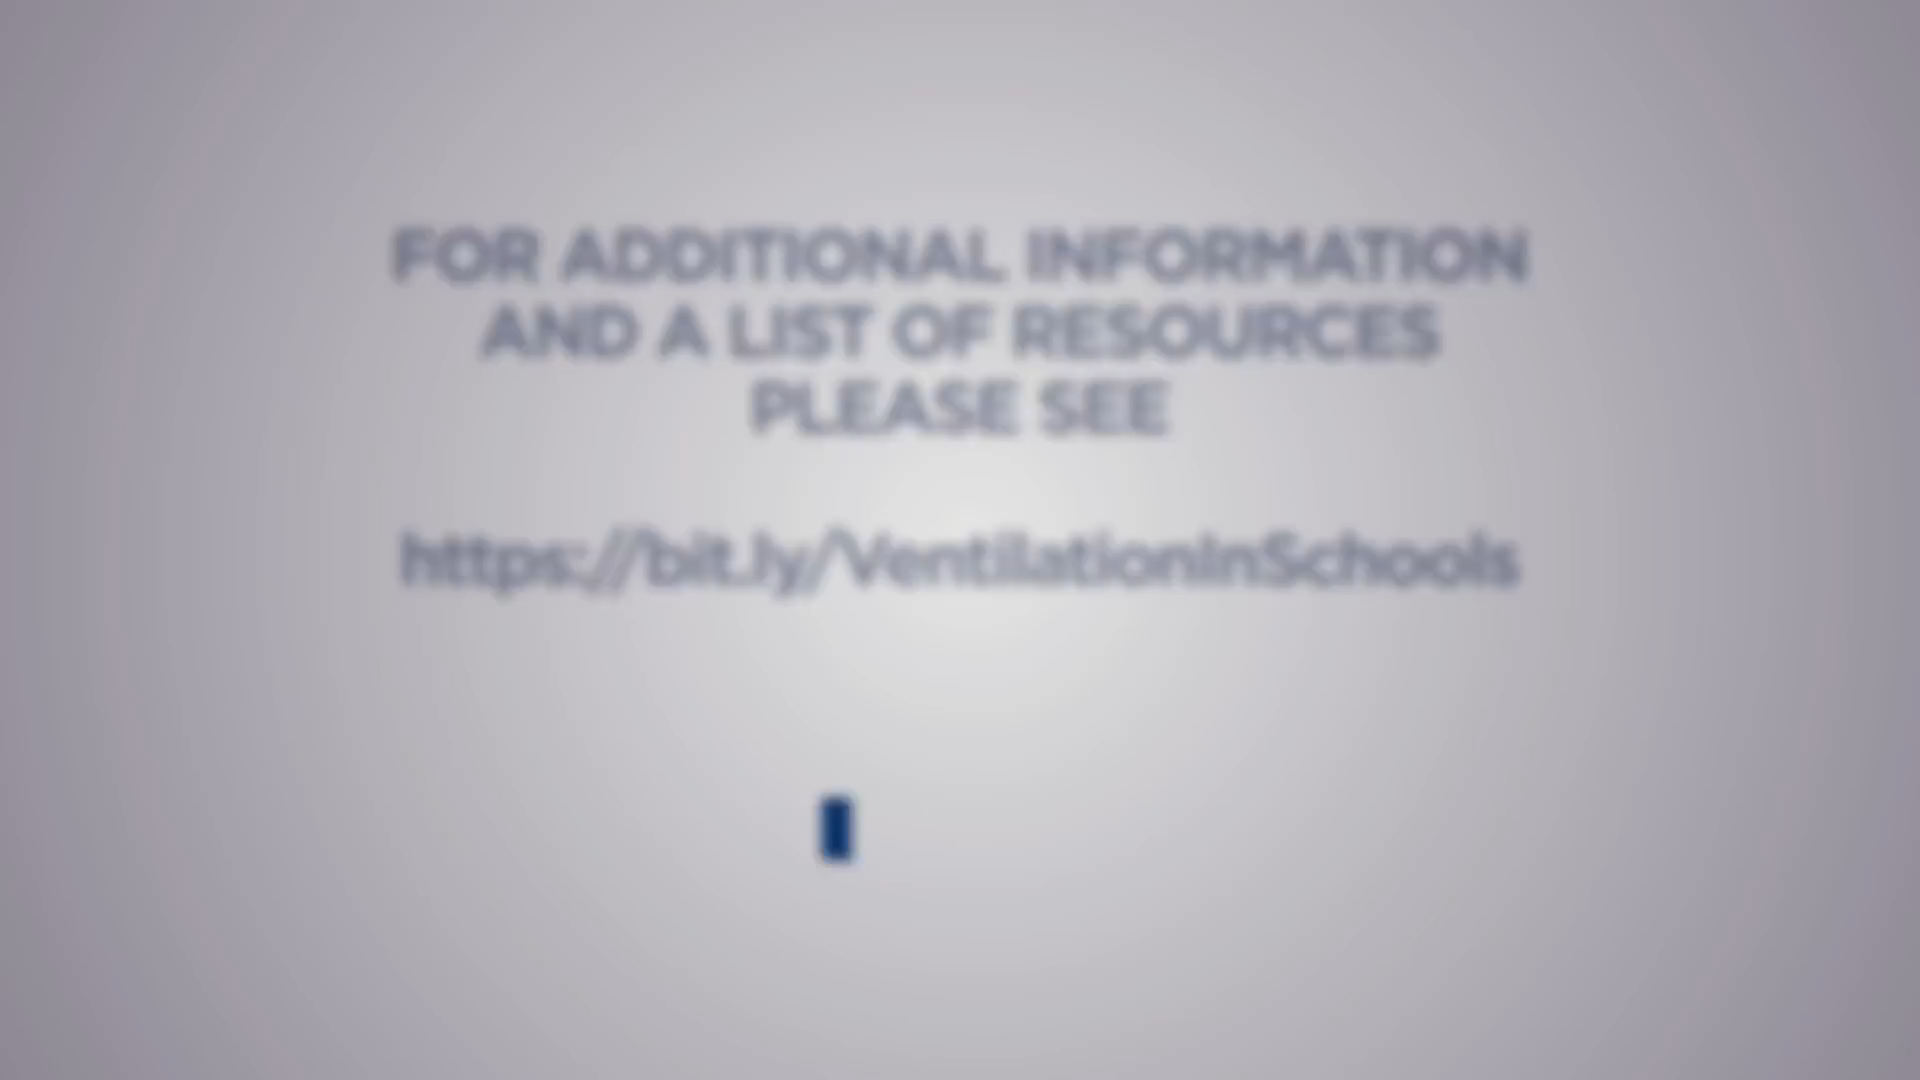 FOR ADDITIONAL INFORMATION
AND A LIST OF RESOURCES
PLEASE SEE
https://bit.ly/VentilationInSchools